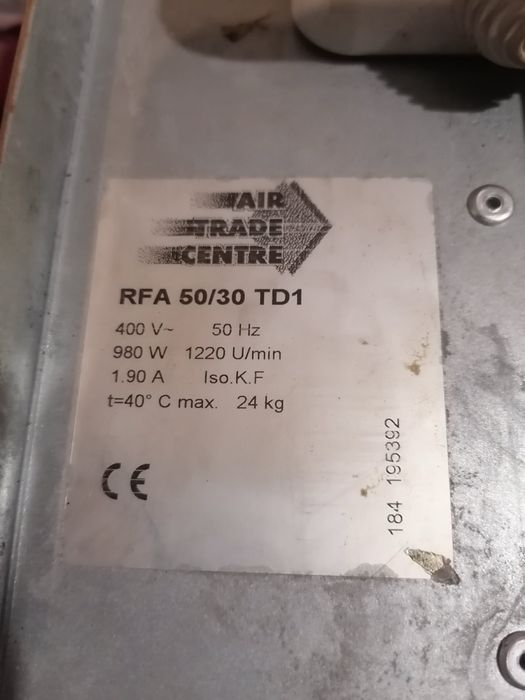 AIR
TRADE
CENTRE
RFA 50/30 TD1
400 V~ 50 Hz
980 W 1220 U/min
1.90 A Iso.K.F
t=40° C max. 24 kg
CE
184 195392